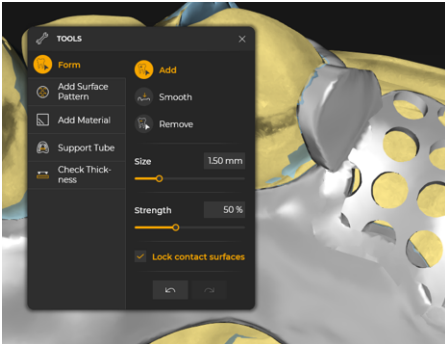 TOOLS
Form
Add Surface
Pattern
Add Material
Support Tube
Check Thick-
ness
Add
Smooth
Remove
Size
1.50 mm
Strength
50 %
Lock contact surfaces